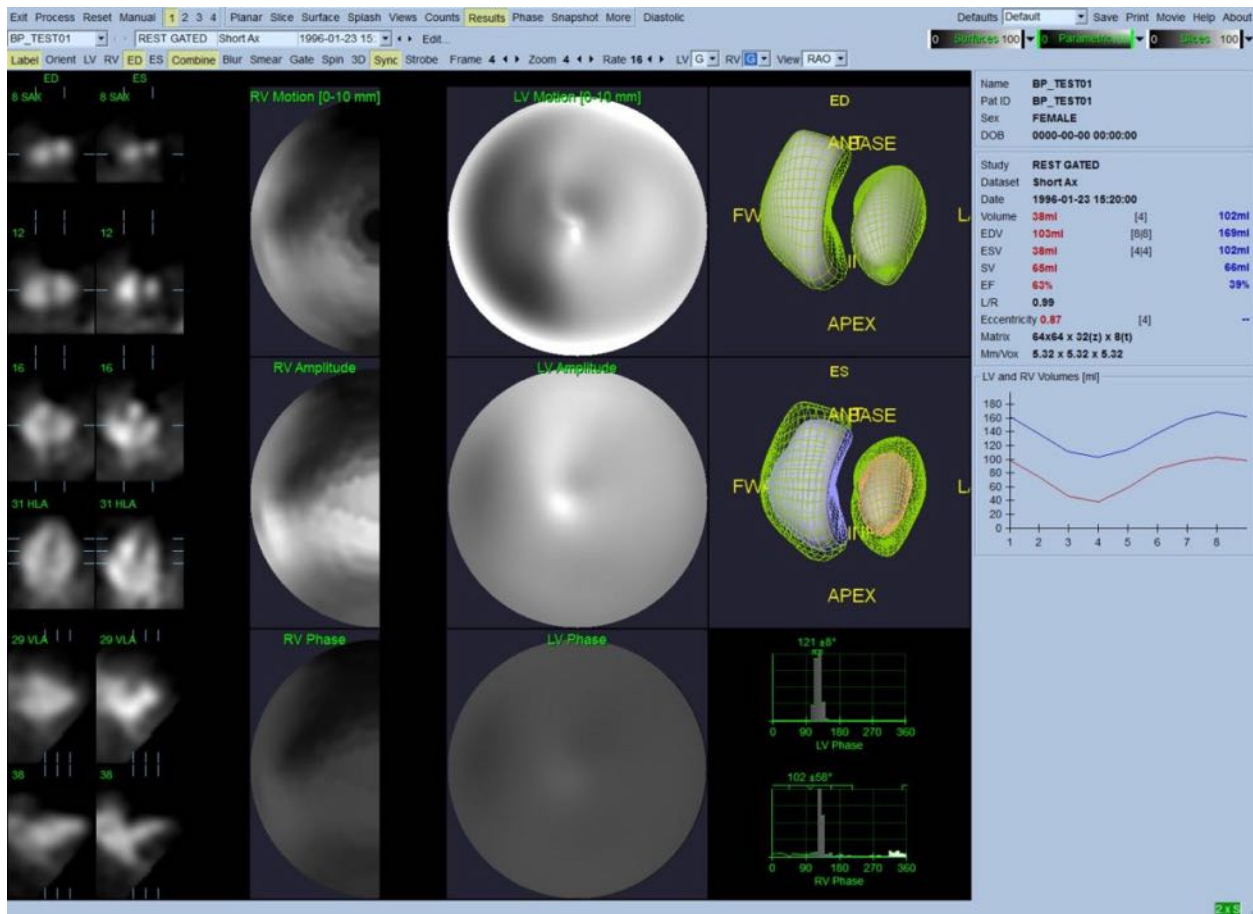 Exit Process Reset Manual 1 2 3 4 Planar Slice Surface Splash Views Counts Results Phase Snapshot More Diastolic Defaults Default Save Print Movie Help About
BP_TEST01 REST GATED Short Ax 1996-01-23 15: Edit... 0 Surfaces 100 0 Parametric 0 Slices 100
Label Orient LV RV ED ES Combine Blur Smear Gate Spin 3D Sync Strobe Frame 4 Zoom 4 Rate 16 LV G RV G View RAO
ED ES
8 SAX 8 SAX
12
16
31 HLA 31 HLA
29 VLA 29 VLA
38
RV Motion [0-10 mm]
RV Amplitude
RV Phase
LV Motion [0-10 mm]
LV Amplitude
LV Phase
ED
ANT BASE
FW
APEX
ES
ANT BASE
FW
INF
APEX
121 ±8°
0 90 180 270 360
LV Phase
102 ±56°
0 90 180 270 360
RV Phase
Name BP_TEST01
Pat ID BP_TEST01
Sex FEMALE
DOB 0000-00-00 00:00:00
Study REST GATED
Dataset Short Ax
Date 1996-01-23 15:20:00
Volume 38ml [4] 102ml
EDV 103ml [8|8] 169ml
ESV 38ml [4|4] 102ml
SV 65ml 66ml
EF 63% 39%
L/R 0.99
Eccentricity 0.87 [4] --
Matrix 64x64 x 32(z) x 8(t)
Mm/Vox 5.32 x 5.32 x 5.32
LV and RV Volumes [ml]
180
160
140
120
100
80
60
40
20
0
1 2 3 4 5 6 7 8
2 x S